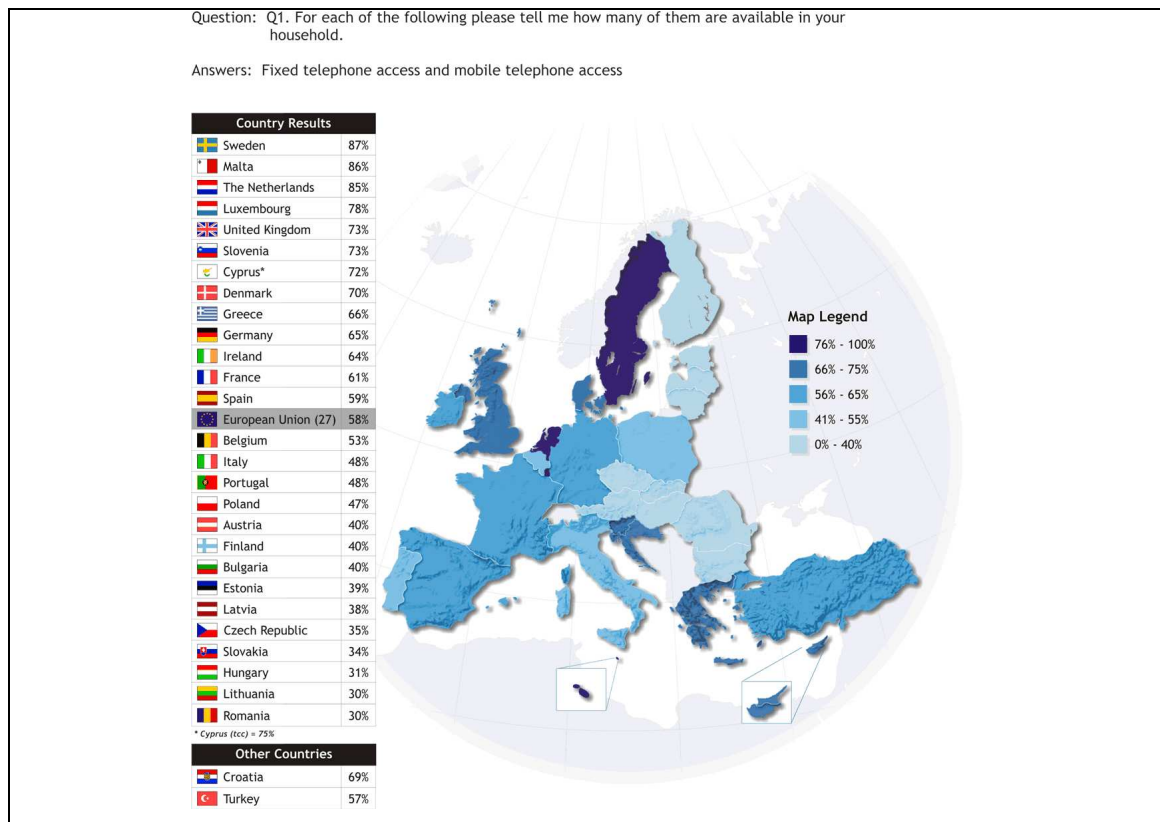 Question: Q1. For each of the following please tell me how many of them are available in your
household.
Answers: Fixed telephone access and mobile telephone access
Country Results
Sweden 87%
Malta 86%
The Netherlands 85%
Luxembourg 78%
United Kingdom 73%
Slovenia 73%
Cyprus* 72%
Denmark 70%
Greece 66%
Germany 65%
Ireland 64%
France 61%
Spain 59%
European Union (27) 58%
Belgium 53%
Italy 48%
Portugal 48%
Poland 47%
Austria 40%
Finland 40%
Bulgaria 40%
Estonia 39%
Latvia 38%
Czech Republic 35%
Slovakia 34%
Hungary 31%
Lithuania 30%
Romania 30%
* Cyprus (tcc) = 75%
Other Countries
Croatia 69%
Turkey 57%
Map Legend
76% - 100%
66% - 75%
56% - 65%
41% - 55%
0% - 40%